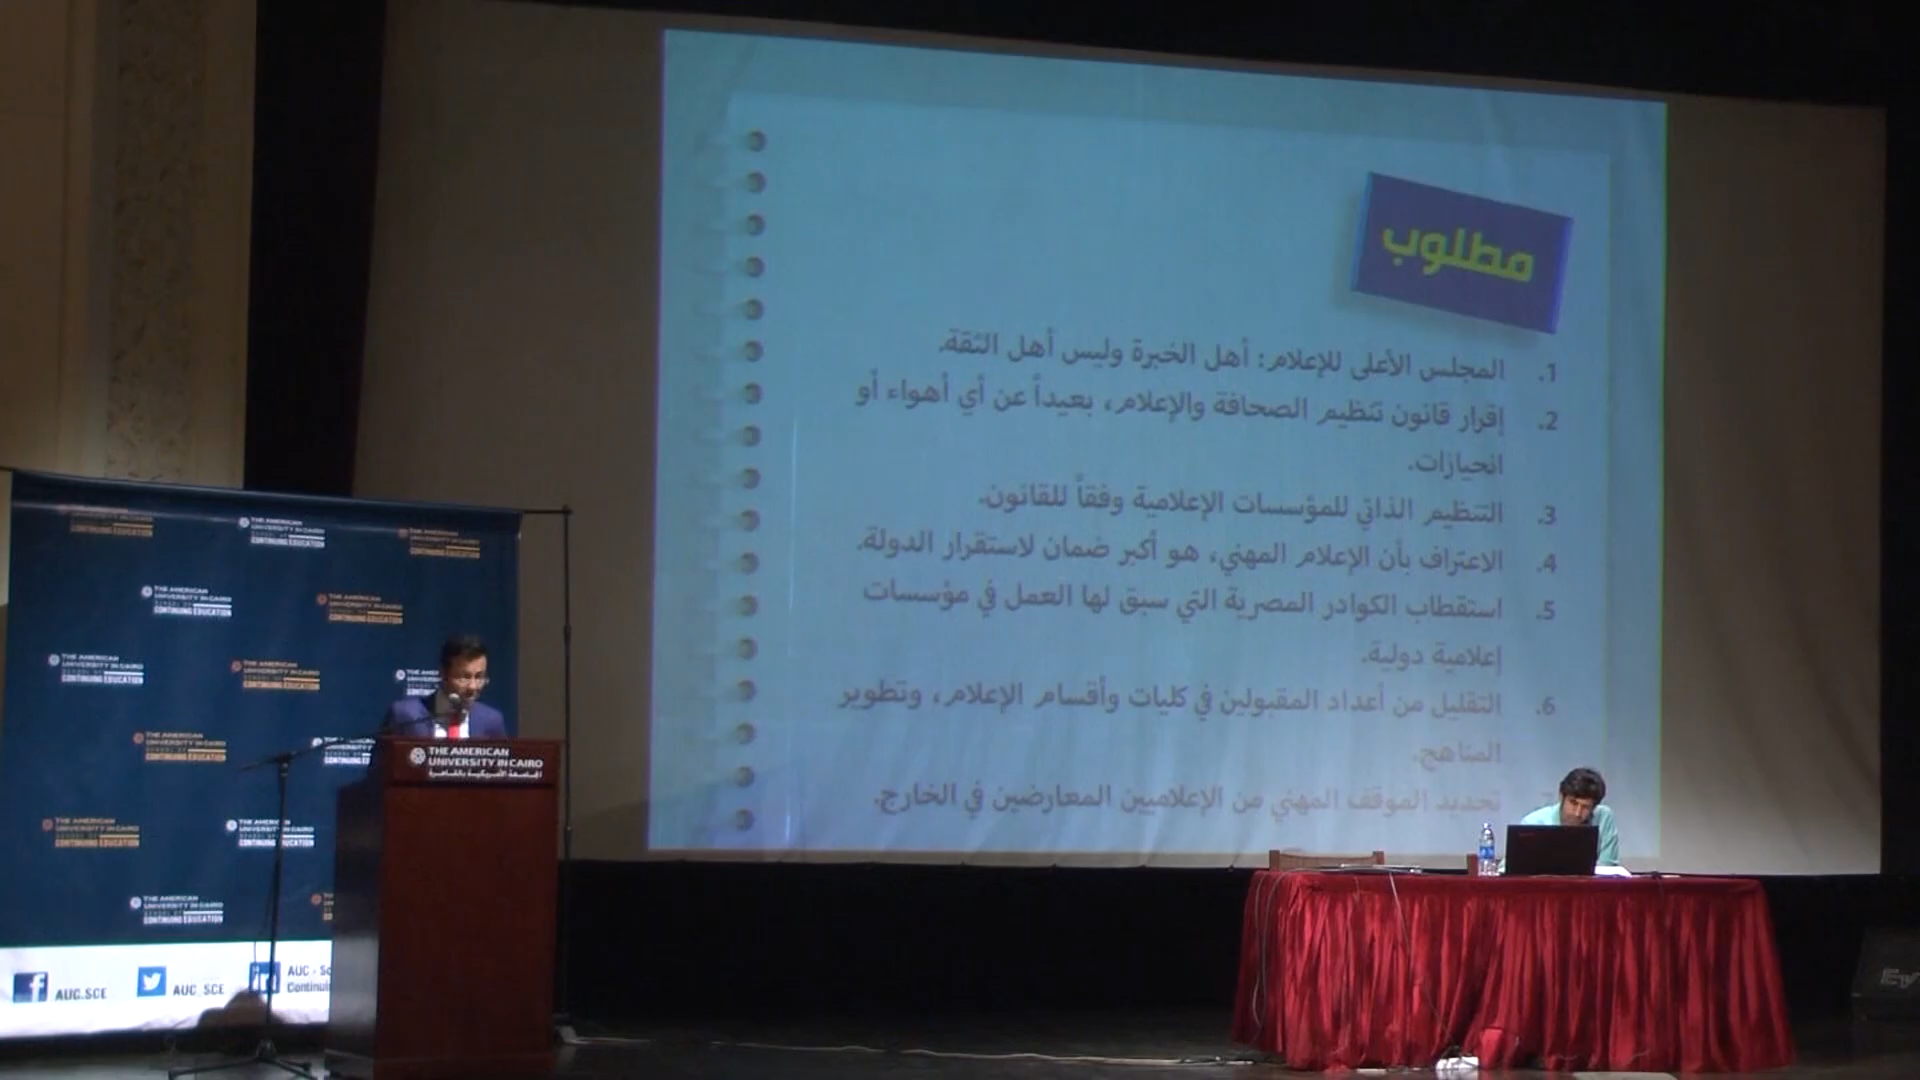 مطلوب
1. المجلس الأعلى للإعلام: أهل الخبرة وليس أهل الثقة.
2. إقرار قانون تنظيم الصحافة والإعلام، بعيداً عن أي أهواء أو
انحيازات.
3. التنظيم الذاتي للمؤسسات الإعلامية وفقاً للقانون.
4. الاعتراف بأن الإعلام المهني، هو أكبر ضمان لاستقرار الدولة.
5. استقطاب الكوادر المصرية التي سبق لها العمل في مؤسسات
إعلامية دولية.
6. التقليل من أعداد المقبولين في كليات وأقسام الإعلام، وتطوير
المناهج.
تحديد الموقف المهني من الإعلاميين المعارضين في الخارج.
THE AMERICAN
UNIVERSITY IN CAIRO
SCHOOL OF
CONTINUING EDUCATION
THE AMERICAN
UNIVERSITY IN CAIRO
الجامعة الأمريكية بالقاهرة
AUC.SCE
AUC_SCE
AUC - Sc
Continui
EV